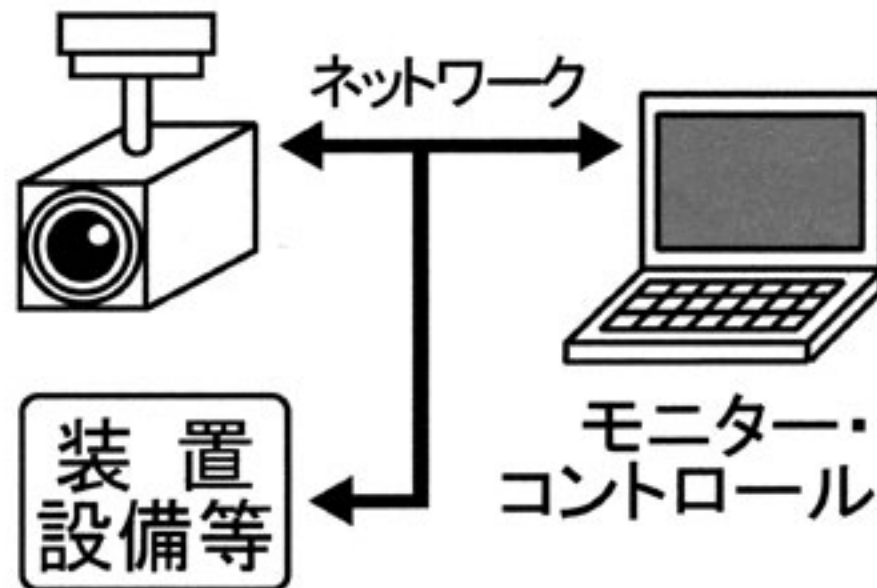 ネットワーク
モニター・
コントロール
装置
設備等